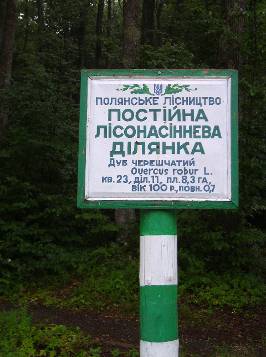 ПОЛЯНСЬКЕ ЛІСНИЦТВО
ПОСТІЙНА
ЛІСОНАСІННЕВА
ДІЛЯНКА
ДУБ ЧЕРЕШЧАТИЙ
Overcus robur L.
КВ. 23, ДІЛ. 11, ПЛ. 8,3 ГА,
ВІК 100 Р, ПОВН. 0,7